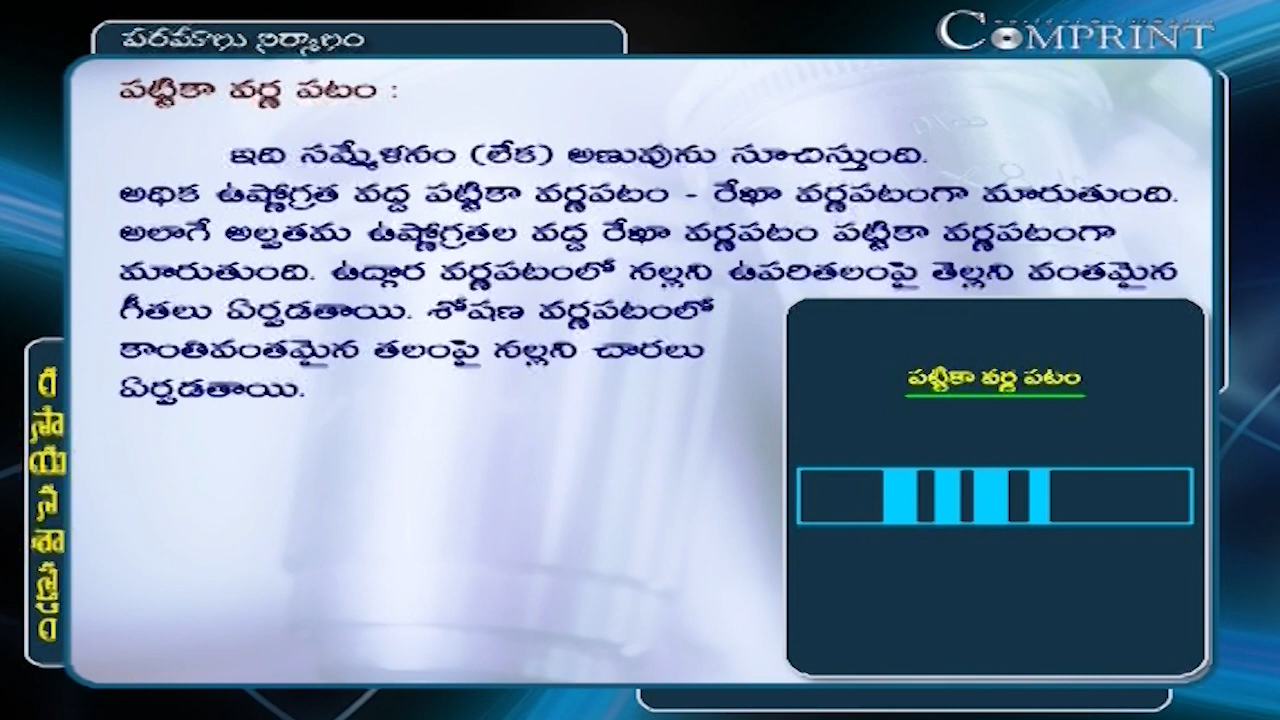 పరమాణు నిర్మాణం
COMPRINT
పట్టికా వర్ణ పటం :
ఇది సమ్మేళనం (లేక) అణువును సూచిస్తుంది.
అధిక ఉష్ణోగ్రత వద్ద పట్టికా వర్ణపటం - రేఖా వర్ణపటంగా మారుతుంది.
అలాగే అల్పతమ ఉష్ణోగ్రతల వద్ద రేఖా వర్ణపటం పట్టికా వర్ణపటంగా
మారుతుంది. ఉద్గార వర్ణపటంలో నల్లని ఉపరితలంపై తెల్లని వంతమైన
గీతలు ఏర్పడతాయి. శోషణ వర్ణపటంలో
కాంతివంతమైన తలంపై నల్లని చారలు
ఏర్పడతాయి.
పట్టికా వర్ణ పటం
రసాయనశాస్త్రం